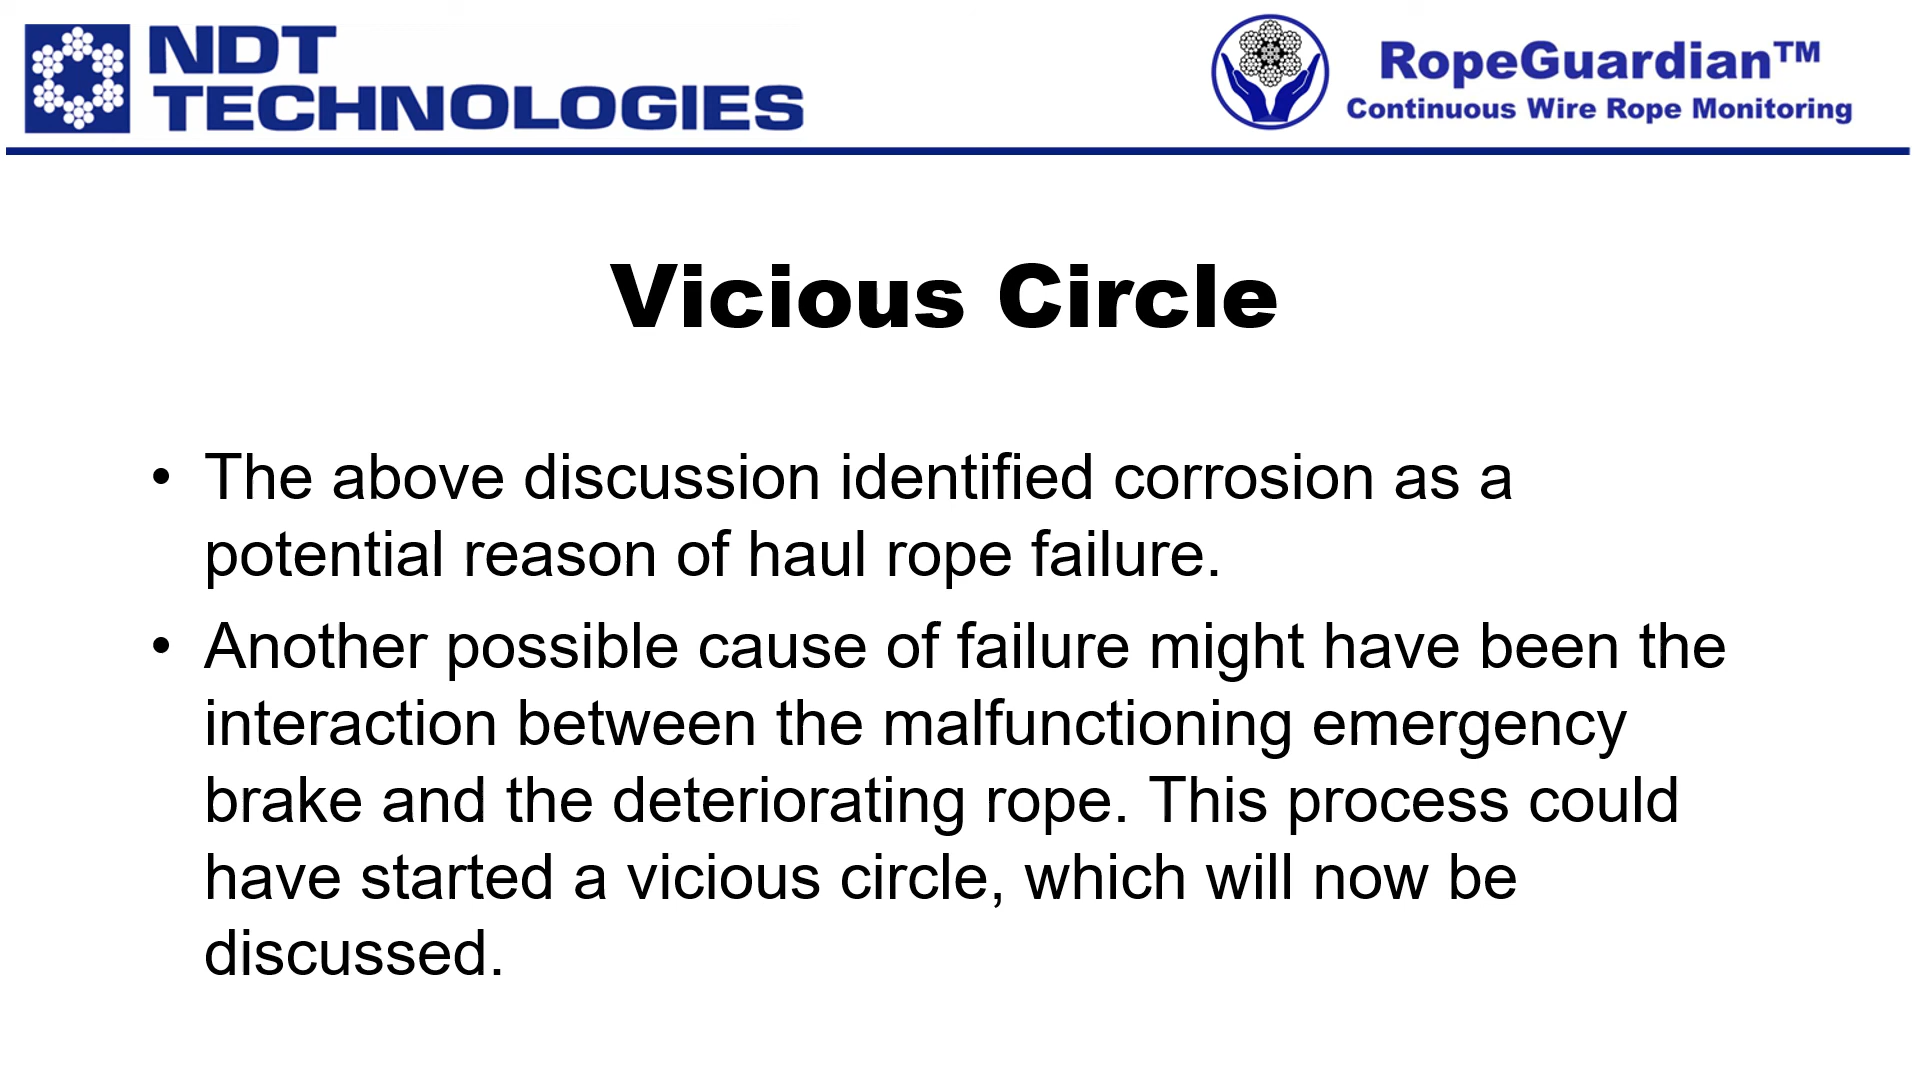 NDT
TECHNOLOGIES
RopeGuardian™
Continuous Wire Rope Monitoring
Vicious Circle
• The above discussion identified corrosion as a
potential reason of haul rope failure.
• Another possible cause of failure might have been the
interaction between the malfunctioning emergency
brake and the deteriorating rope. This process could
have started a vicious circle, which will now be
discussed.